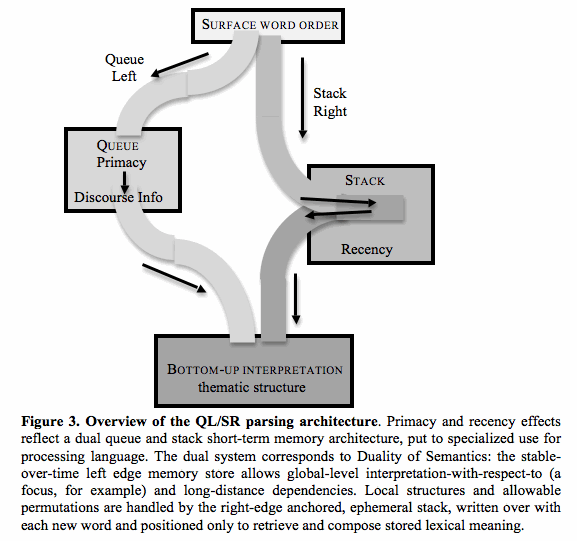 SURFACE WORD ORDER
Queue
Left
Stack
Right
QUEUE
Primacy
Discourse Info
STACK
Recency
BOTTOM-UP INTERPRETATION
thematic structure
Figure 3. Overview of the QL/SR parsing architecture. Primacy and recency effects
reflect a dual queue and stack short-term memory architecture, put to specialized use for
processing language. The dual system corresponds to Duality of Semantics: the stable-
over-time left edge memory store allows global-level interpretation-with-respect-to (a
focus, for example) and long-distance dependencies. Local structures and allowable
permutations are handled by the right-edge anchored, ephemeral stack, written over with
each new word and positioned only to retrieve and compose stored lexical meaning.